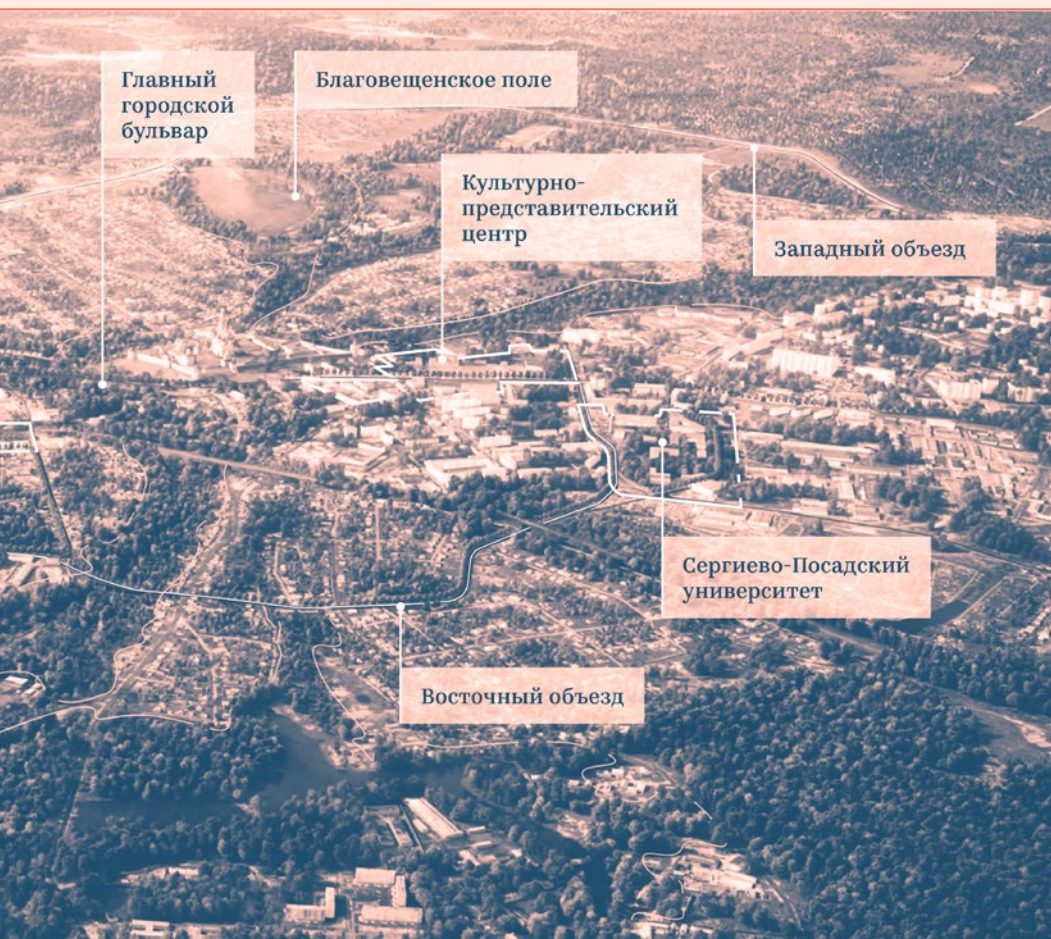 Главный
городской
бульвар
Благовещенское поле
Культурно-
представительский
центр
Западный объезд
Сергиево-Посадский
университет
Восточный объезд